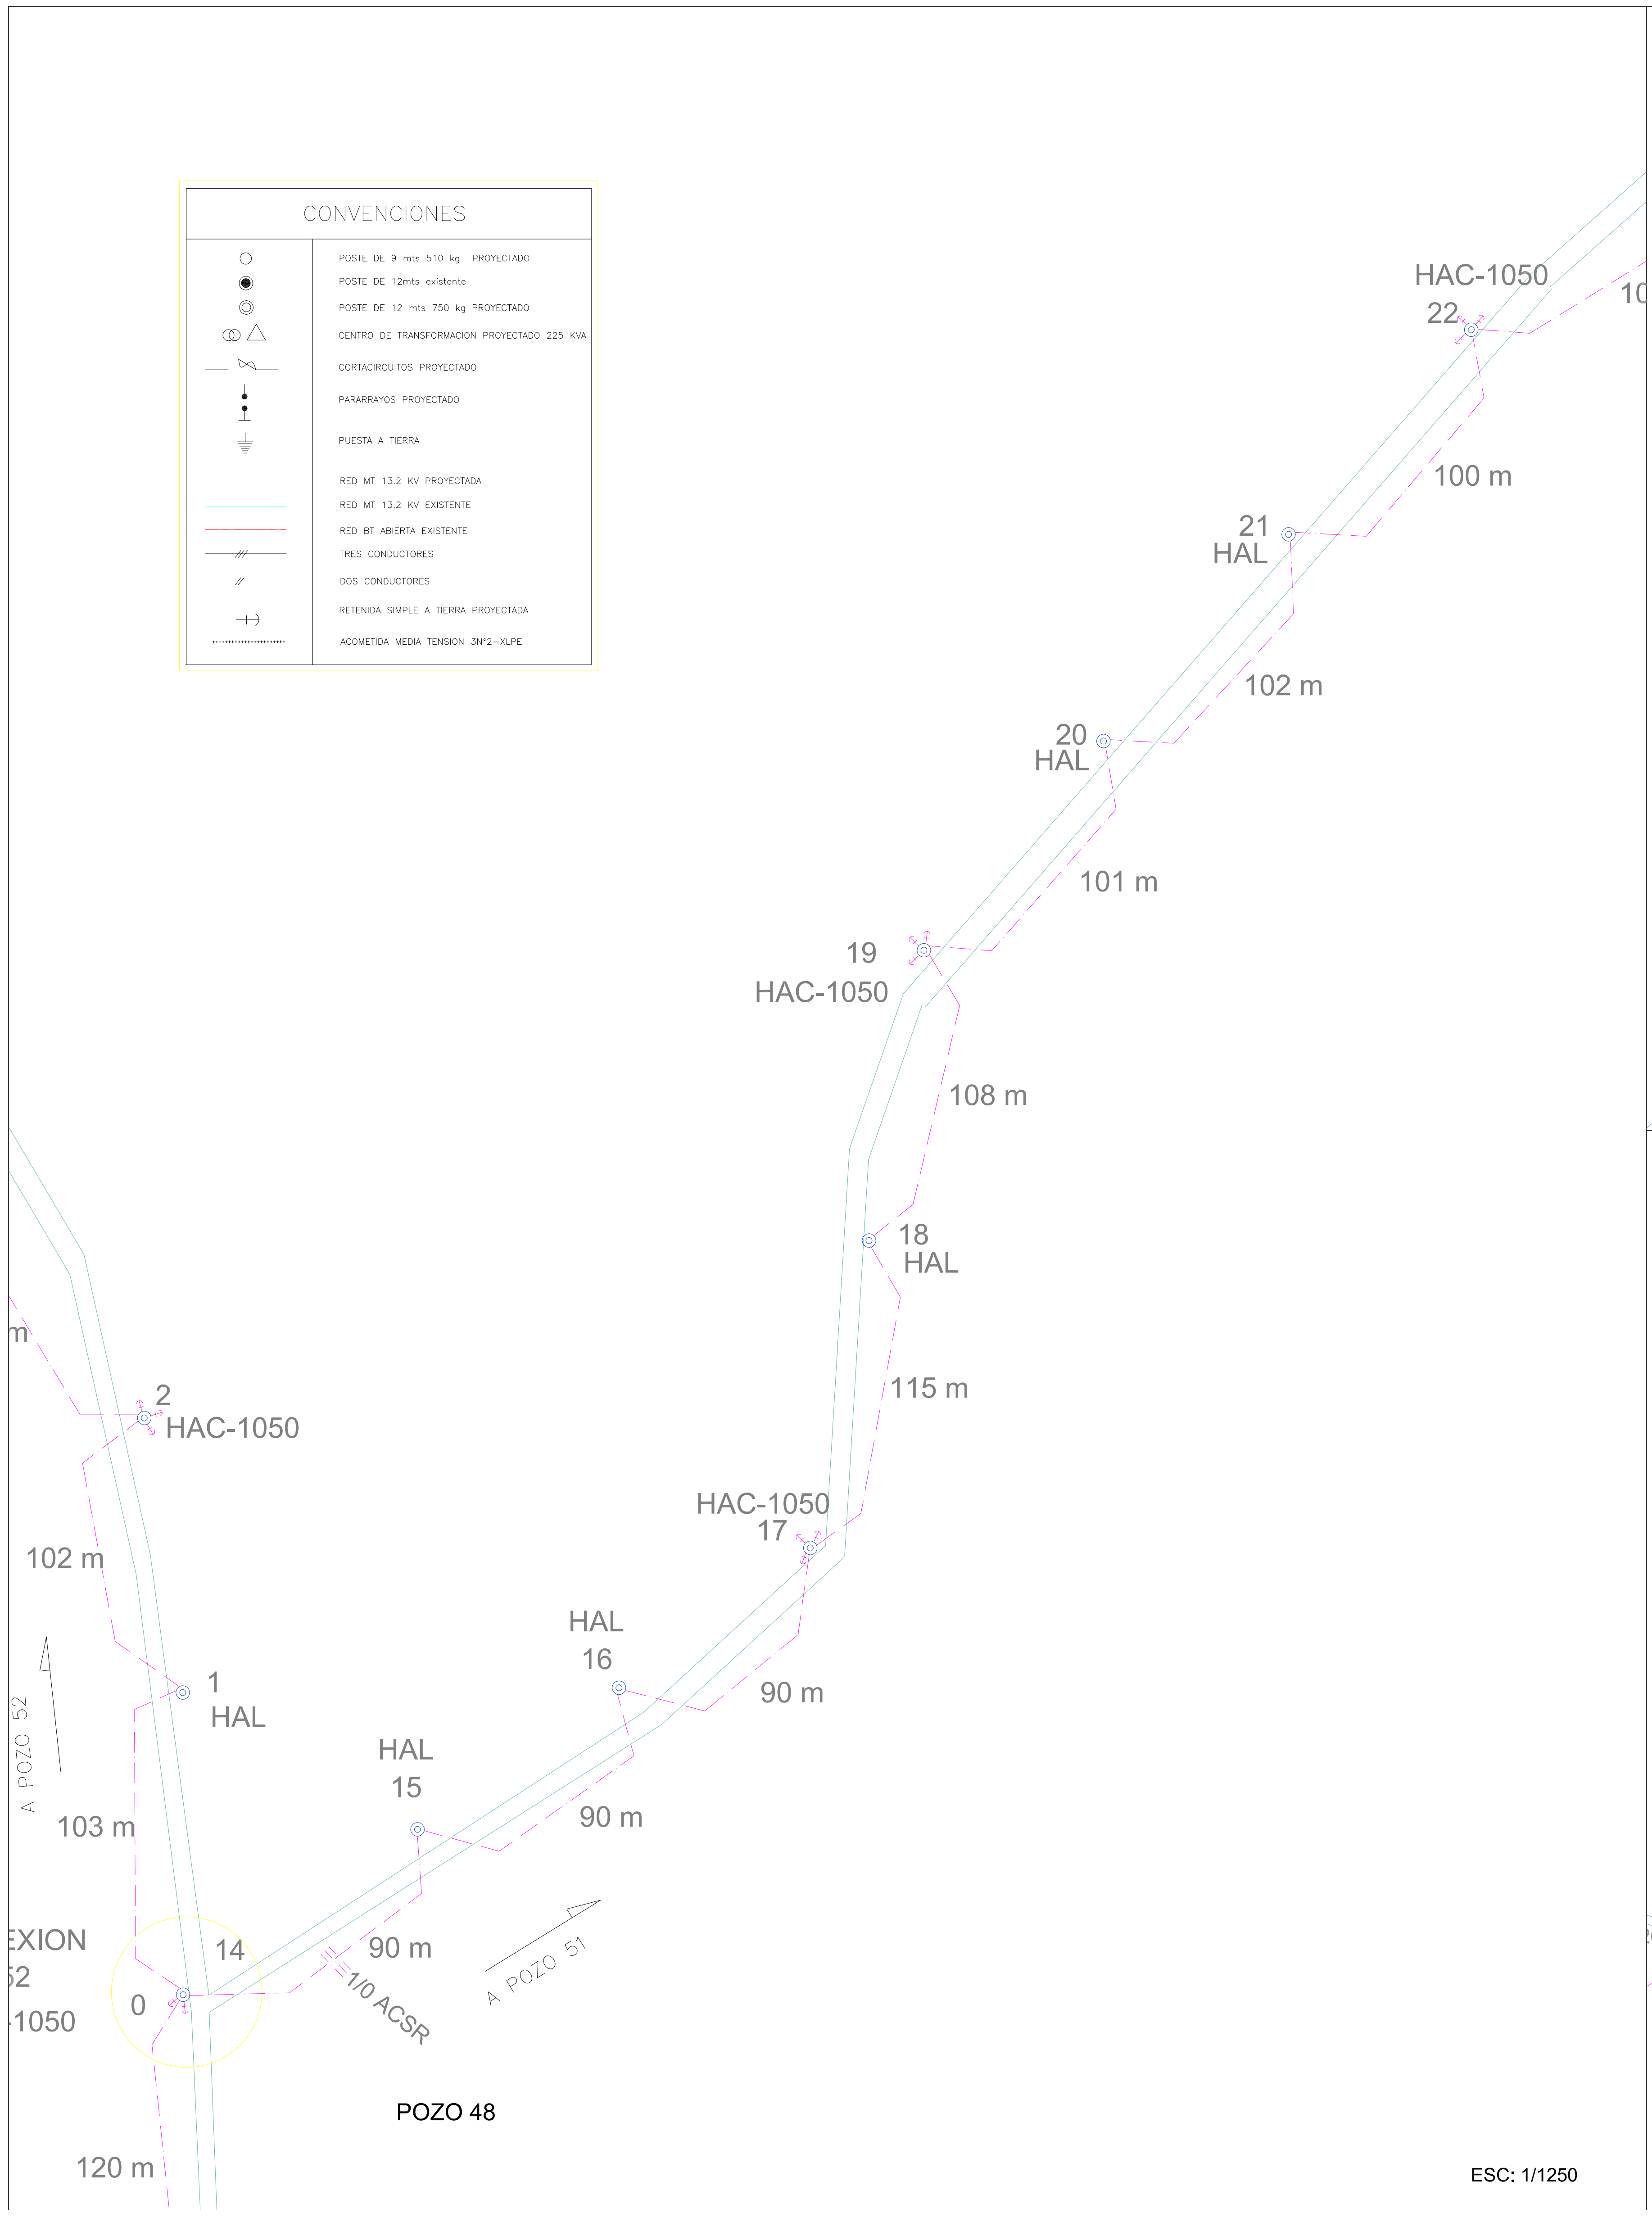 CONVENCIONES
POSTE DE 9 mts 510 kg PROYECTADO
POSTE DE 12mts existente
POSTE DE 12 mts 750 kg PROYECTADO
CENTRO DE TRANSFORMACION PROYECTADO 225 KVA
CORTACIRCUITOS PROYECTADO
PARARRAYOS PROYECTADO
PUESTA A TIERRA
RED MT 13.2 KV PROYECTADA
RED MT 13.2 KV EXISTENTE
RED BT ABIERTA EXISTENTE
TRES CONDUCTORES
DOS CONDUCTORES
RETENIDA SIMPLE A TIERRA PROYECTADA
ACOMETIDA MEDIA TENSION 3N°2-XLPE
HAC-1050
22
10
100 m
21
HAL
102 m
20
HAL
101 m
19
HAC-1050
108 m
18
HAL
115 m
HAC-1050
17
90 m
HAL
16
90 m
HAL
15
90 m
1/0 ACSR
A POZO 51
14
0
m
2
HAC-1050
102 m
1
HAL
A POZO 52
103 m
EXION
52
-1050
120 m
POZO 48
ESC: 1/1250